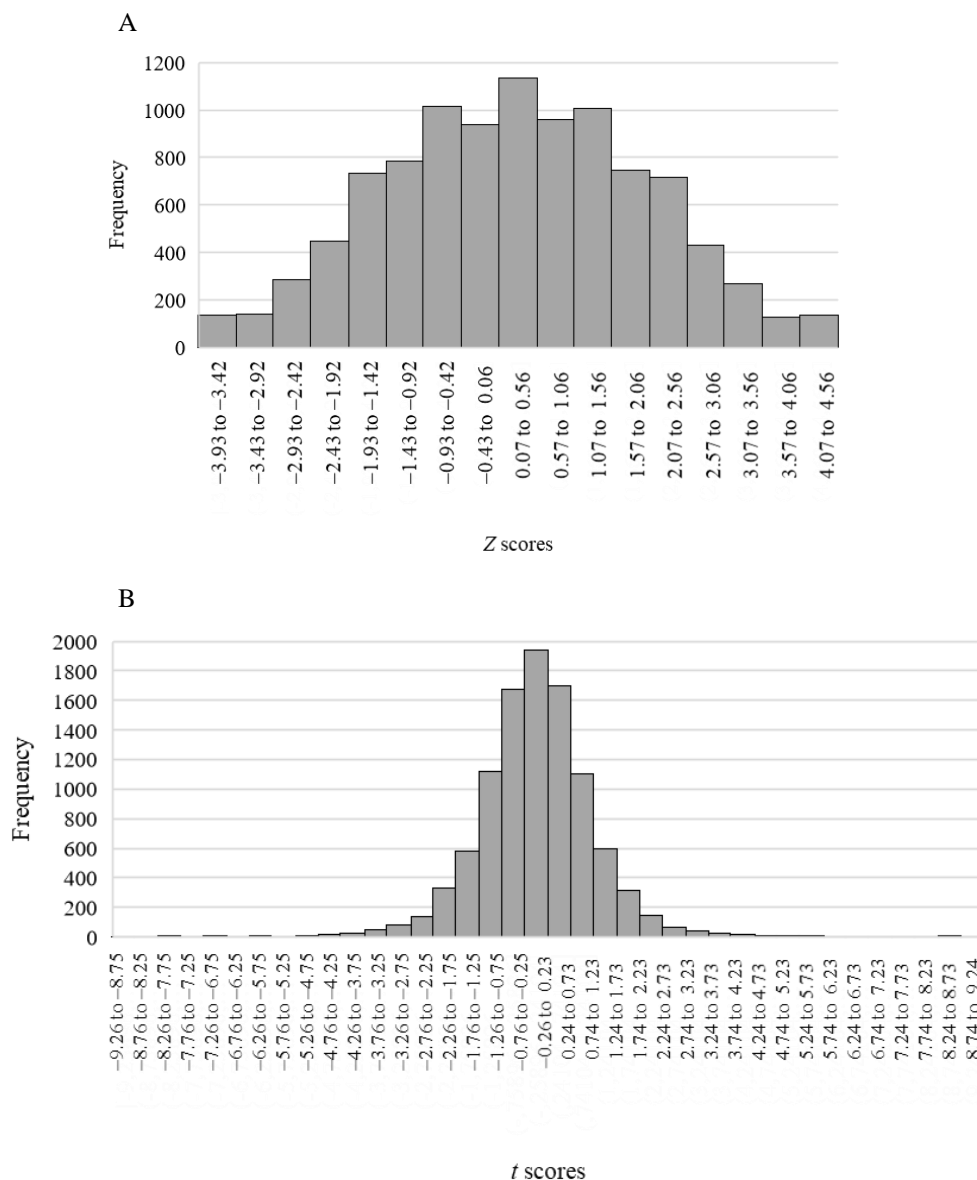 A
1200
1000
800
600
400
200
0
Frequency
−3.93 to −3.42
−3.43 to −2.92
−2.93 to −2.42
−2.43 to −1.92
−1.93 to −1.42
−1.43 to −0.92
−0.93 to −0.42
−0.43 to 0.06
0.07 to 0.56
0.57 to 1.06
1.07 to 1.56
1.57 to 2.06
2.07 to 2.56
2.57 to 3.06
3.07 to 3.56
3.57 to 4.06
4.07 to 4.56
Z scores
B
2000
1800
1600
1400
1200
1000
800
600
400
200
0
Frequency
−9.26 to −8.75
−8.76 to −8.25
−8.26 to −7.75
−7.76 to −7.25
−7.26 to −6.75
−6.76 to −6.25
−6.26 to −5.75
−5.76 to −5.25
−5.26 to −4.75
−4.76 to −4.25
−4.26 to −3.75
−3.76 to −3.25
−3.26 to −2.75
−2.76 to −2.25
−2.26 to −1.75
−1.76 to −1.25
−1.26 to −0.75
−0.76 to −0.25
−0.26 to 0.23
0.24 to 0.73
0.74 to 1.23
1.24 to 1.73
1.74 to 2.23
2.24 to 2.73
2.74 to 3.23
3.24 to 3.73
3.74 to 4.23
4.24 to 4.73
4.74 to 5.23
5.24 to 5.73
5.74 to 6.23
6.24 to 6.73
6.74 to 7.23
7.24 to 7.73
7.74 to 8.23
8.24 to 8.73
8.74 to 9.24
t scores